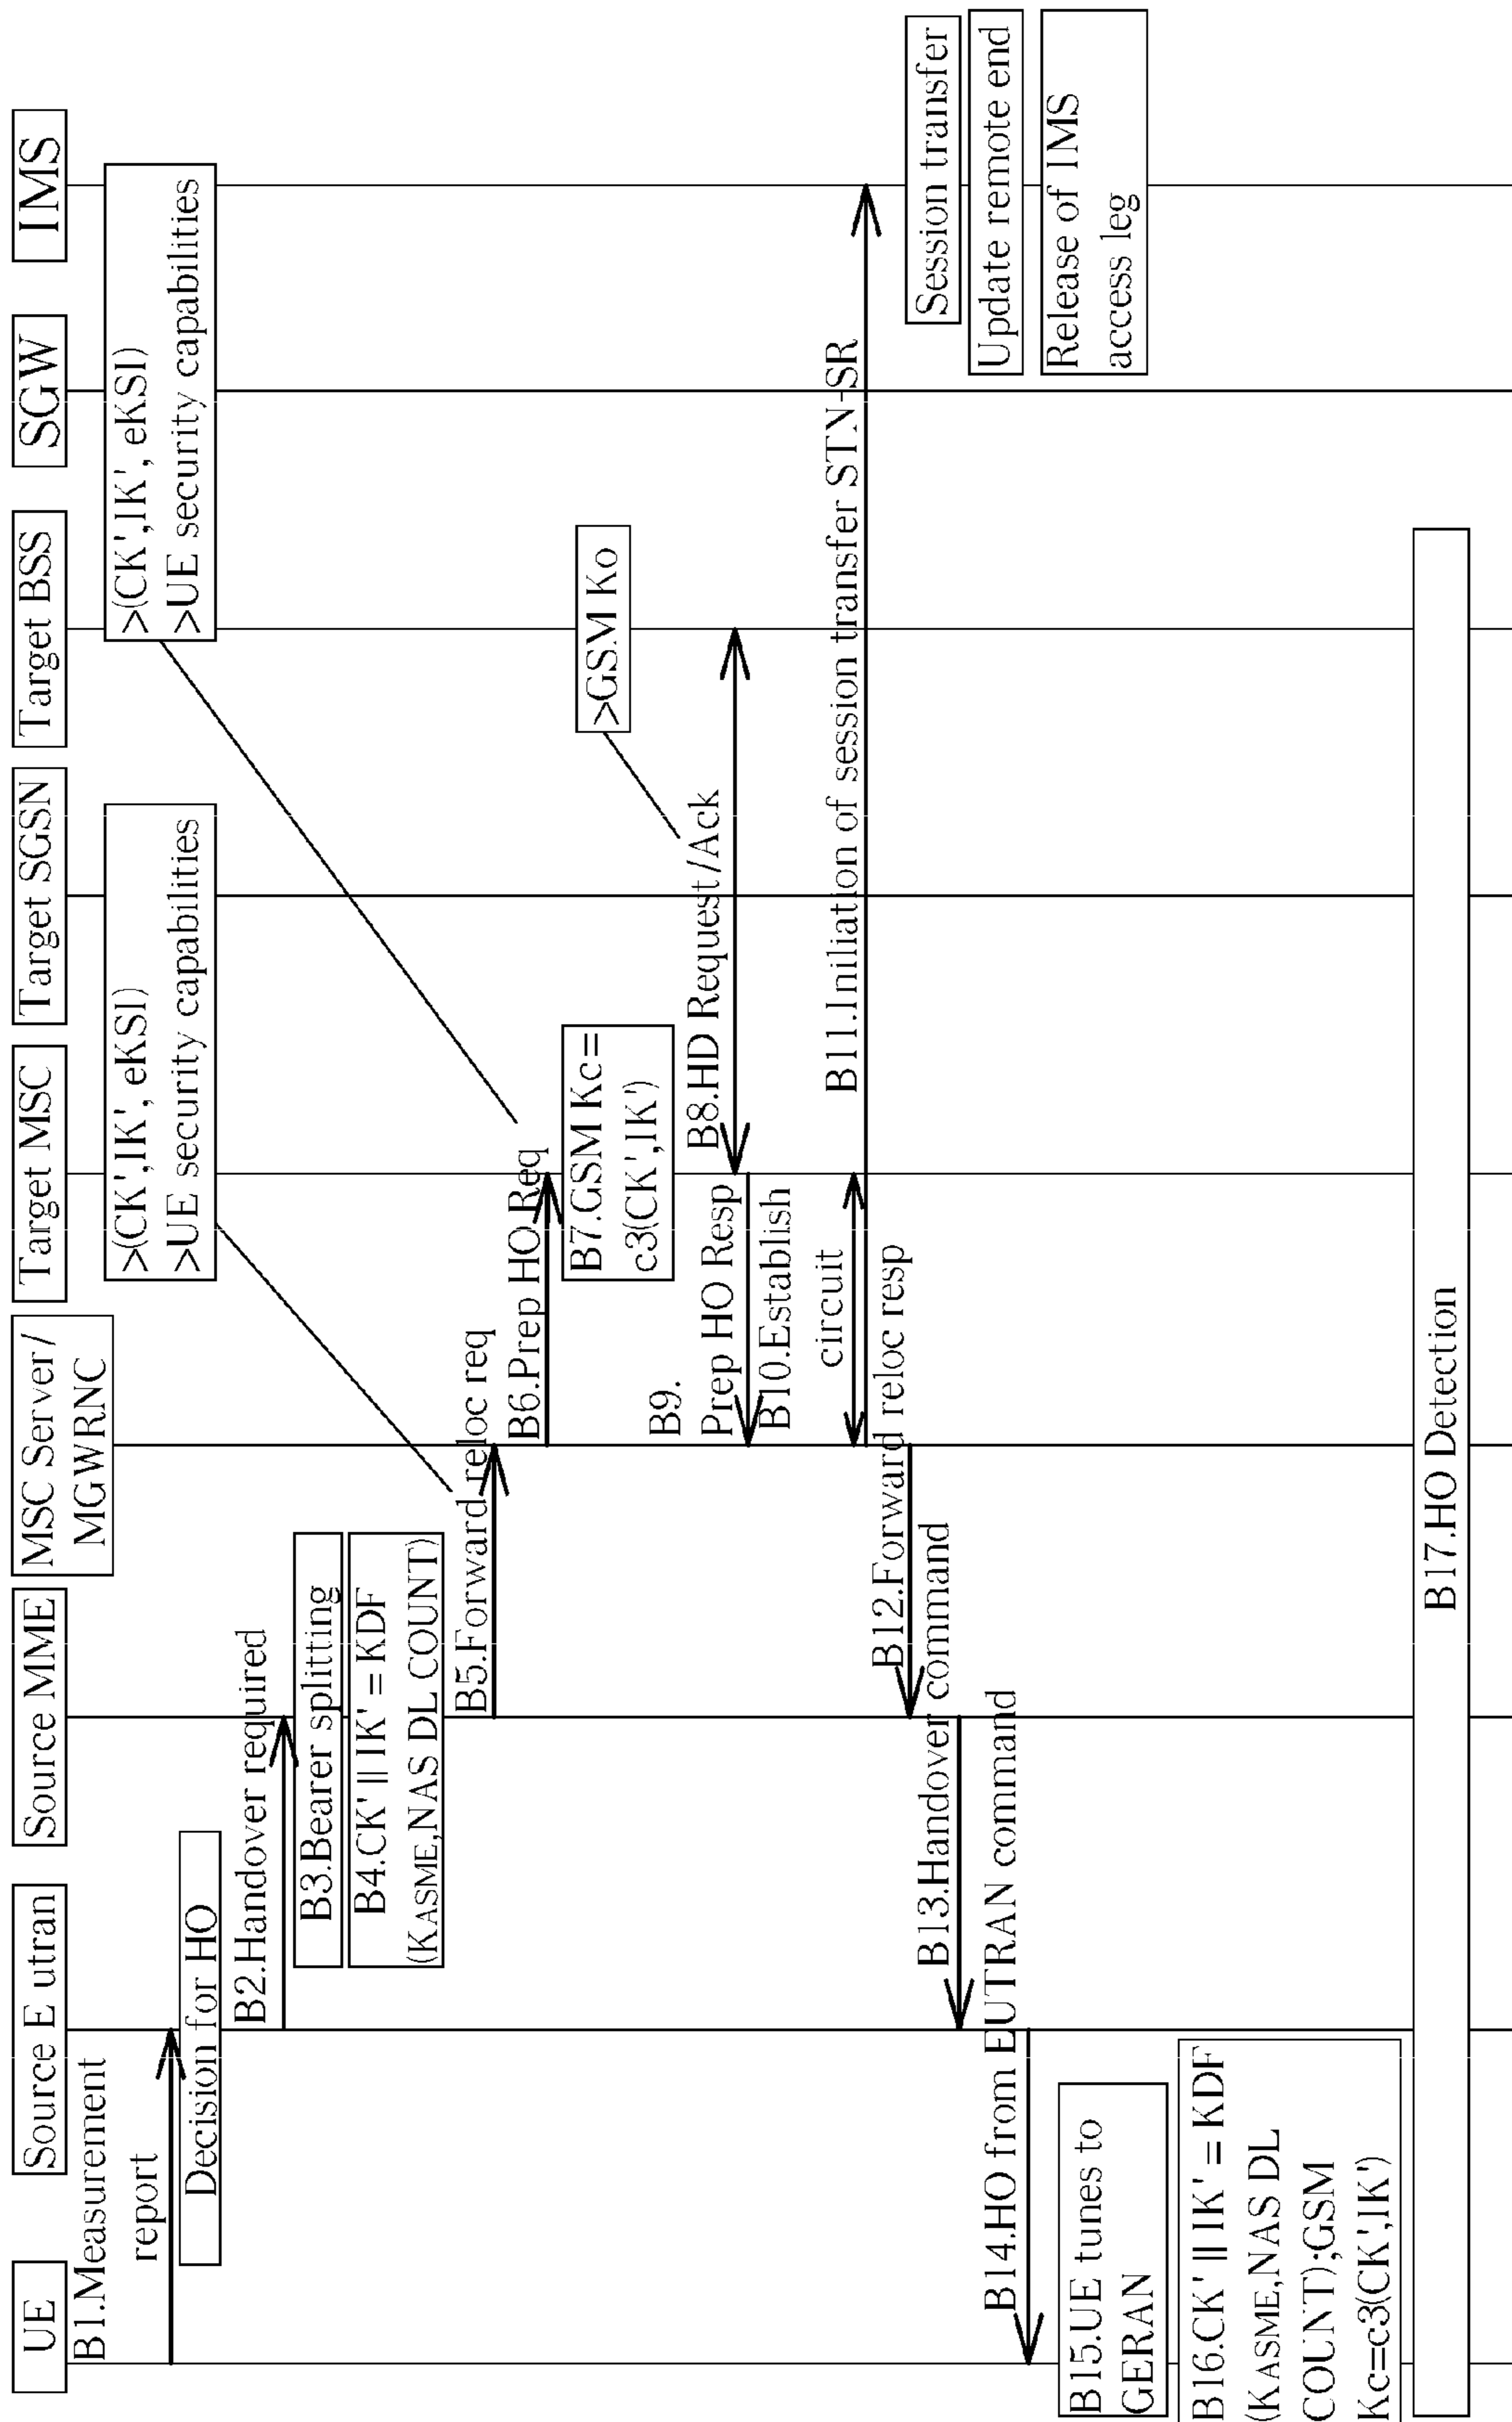 UE
Source E utran
Source MME
MSC Server/
MGWRNC
Target MSC
Target SGSN
Target BSS
SGW
IMS
B1.Measurement
report
Decision for HO
B2.Handover required
B3.Bearer splitting
B4.CK' || IK' = KDF
(KASME,NAS DL COUNT)
>(CK',IK', eKSI)
>UE security capabilities
B5.Forward reloc req
>(CK',IK', eKSI)
>UE security capabilities
B6.Prep HO Req
B7.GSM Kc=
c3(CK',IK')
>GSM Ko
B8.HD Request/Ack
B9.
Prep HO Resp
B10.Establish
circuit
B11.Iniliation of session transfer STN-SR
Session transfer
Update remote end
Release of IMS
access leg
B12.Forward reloc resp
B13.Handover command
B14.HO from EUTRAN command
B15.UE tunes to
GERAN
B16.CK' || IK' = KDF
(KASME,NAS DL
COUNT);GSM
Kc=c3(CK',IK')
B17.HO Detection